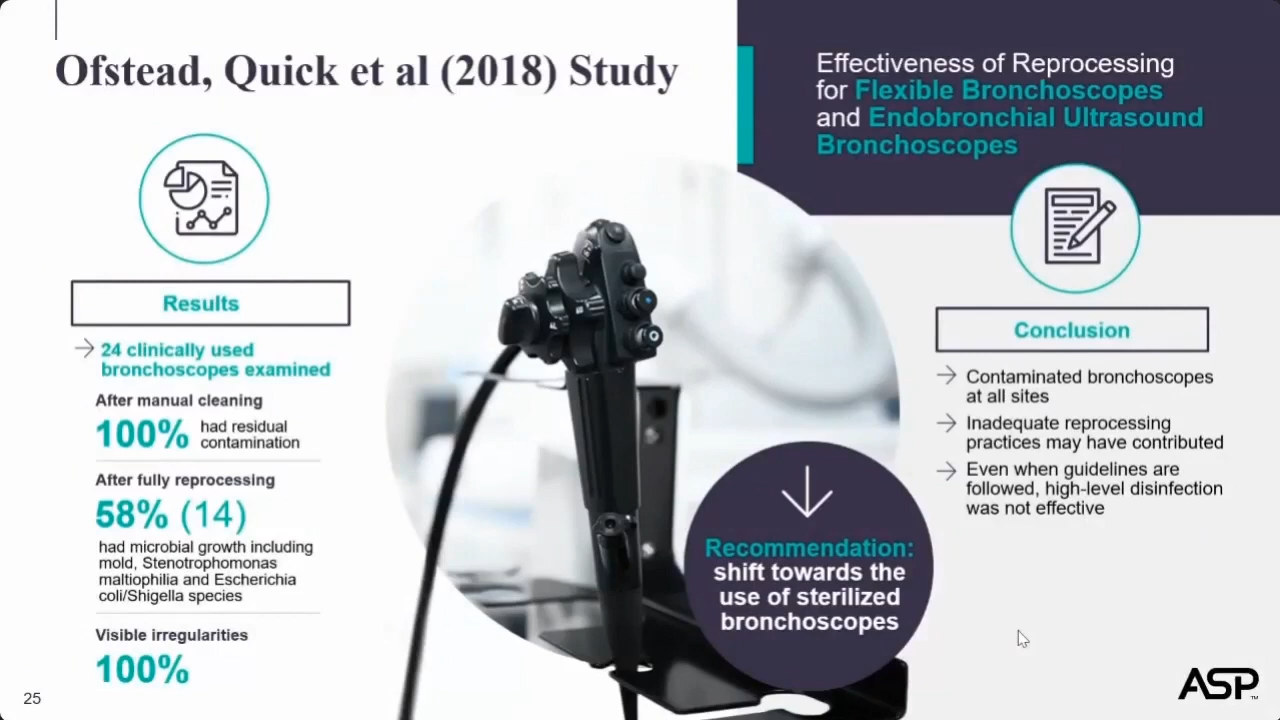 Ofstead, Quick et al (2018) Study
Effectiveness of Reprocessing
for Flexible Bronchoscopes
and Endobronchial Ultrasound
Bronchoscopes
Results
24 clinically used
bronchoscopes examined
After manual cleaning
100% had residual
contamination
After fully reprocessing
58% (14)
had microbial growth including
mold, Stenotrophomonas
maltiophilia and Escherichia
coli/Shigella species
Visible irregularities
100%
Recommendation:
shift towards the
use of sterilized
bronchoscopes
Conclusion
Contaminated bronchoscopes
at all sites
Inadequate reprocessing
practices may have contributed
Even when guidelines are
followed, high-level disinfection
was not effective
25
ASP™